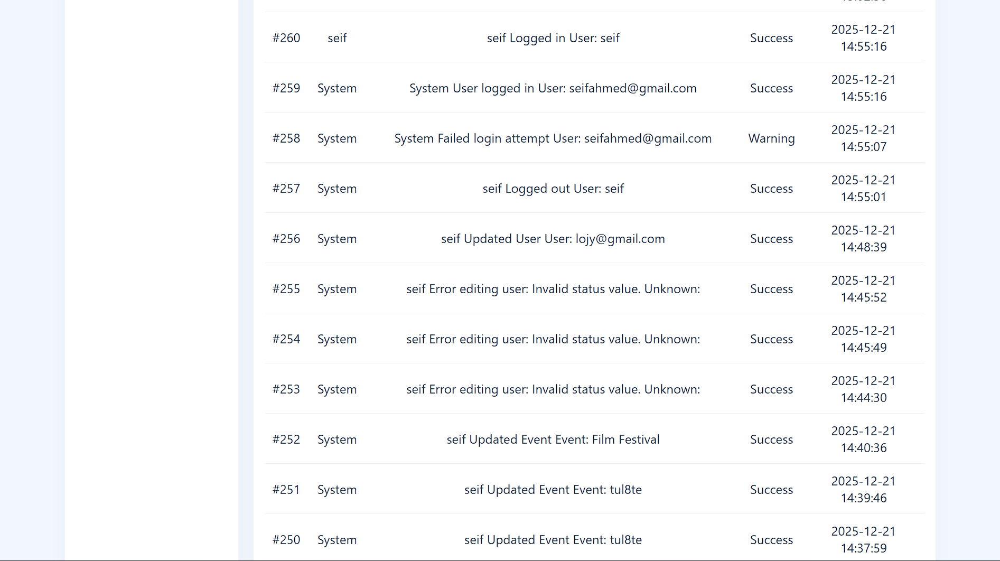 #260 seif seif Logged in User: seif Success 2025-12-21
14:55:16
#259 System System User logged in User: seifahmed@gmail.com Success 2025-12-21
14:55:16
#258 System System Failed login attempt User: seifahmed@gmail.com Warning 2025-12-21
14:55:07
#257 System seif Logged out User: seif Success 2025-12-21
14:55:01
#256 System seif Updated User User: lojy@gmail.com Success 2025-12-21
14:48:39
#255 System seif Error editing user: Invalid status value. Unknown: Success 2025-12-21
14:45:52
#254 System seif Error editing user: Invalid status value. Unknown: Success 2025-12-21
14:45:49
#253 System seif Error editing user: Invalid status value. Unknown: Success 2025-12-21
14:44:30
#252 System seif Updated Event Event: Film Festival Success 2025-12-21
14:40:36
#251 System seif Updated Event Event: tul8te Success 2025-12-21
14:39:46
#250 System seif Updated Event Event: tul8te Success 2025-12-21
14:37:59